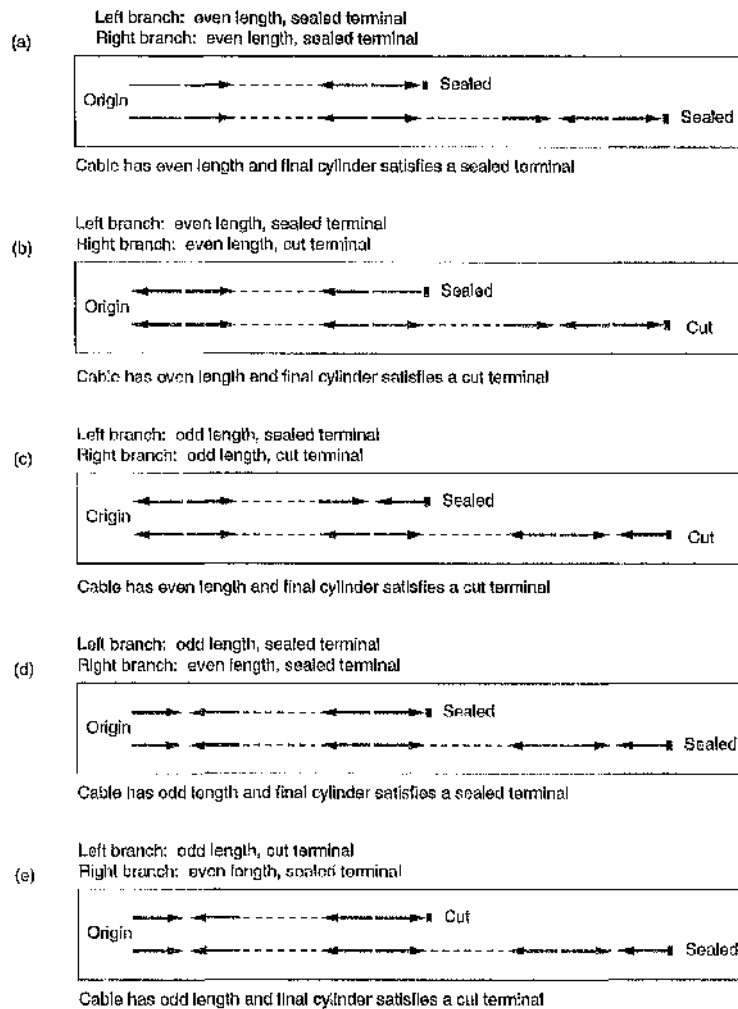 Left branch: even length, sealed terminal
(a) Right branch: even length, sealed terminal
Sealed
Origin
Sealed
Cable has even length and final cylinder satisfies a sealed terminal
Left branch: even length, sealed terminal
(b) Right branch: even length, cut terminal
Sealed
Origin
Cut
Cable has even length and final cylinder satisfies a cut terminal
Left branch: odd length, sealed terminal
(c) Right branch: odd length, cut terminal
Sealed
Origin
Cut
Cable has even length and final cylinder satisfies a cut terminal
Left branch: odd length, sealed terminal
(d) Right branch: even length, sealed terminal
Sealed
Origin
Sealed
Cable has odd length and final cylinder satisfies a sealed terminal
Left branch: odd length, cut terminal
(e) Right branch: even length, sealed terminal
Cut
Origin
Sealed
Cable has odd length and final cylinder satisfies a cut terminal